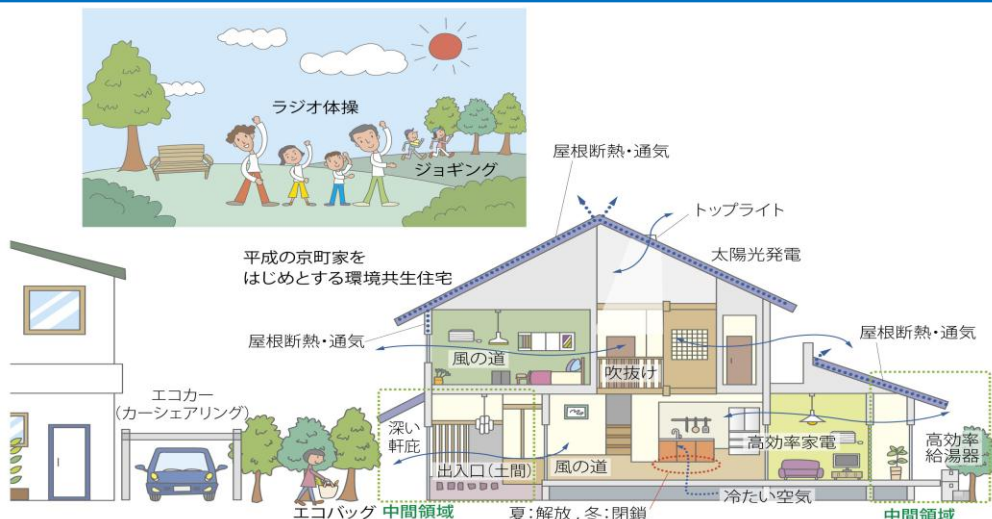 ラジオ体操
ジョギング
屋根断熱・通気
トップライト
太陽光発電
平成の京町家を
はじめとする環境共生住宅
屋根断熱・通気
屋根断熱・通気
風の道
吹抜け
エコカー
(カーシェアリング)
深い
軒庇
出入口(土間)
風の道
高効率家電
高効率
給湯器
冷たい空気
エコバッグ
中間領域
夏:解放、冬:閉鎖
中間領域